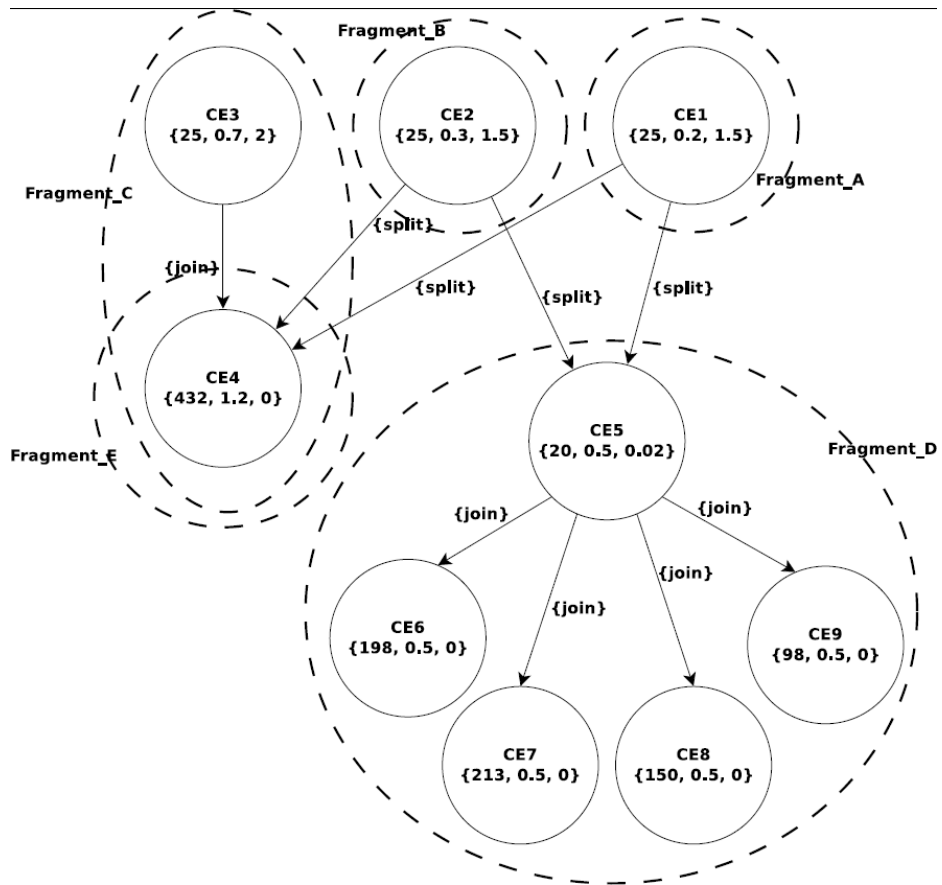 Fragment_B
CE3
{25, 0.7, 2}
CE2
{25, 0.3, 1.5}
CE1
{25, 0.2, 1.5}
Fragment_C
Fragment_A
{split}
{join}
{split}
{split}
{split}
CE4
{432, 1.2, 0}
CE5
{20, 0.5, 0.02}
Fragment_E
Fragment_D
{join}
{join}
{join}
{join}
CE6
{198, 0.5, 0}
CE9
{98, 0.5, 0}
CE7
{213, 0.5, 0}
CE8
{150, 0.5, 0}